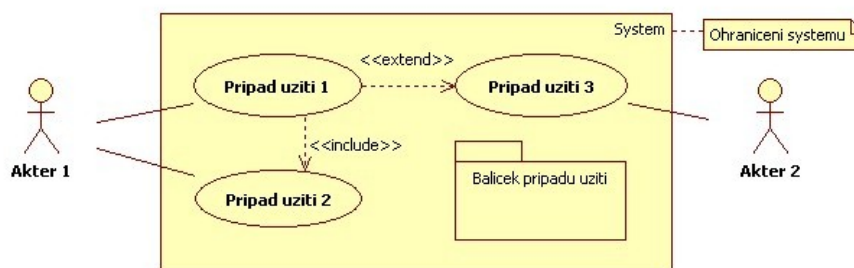 System
Ohraniceni systemu
<<extend>>
Pripad uziti 1
Pripad uziti 3
<<include>>
Akter 1
Akter 2
Balicek pripadu uziti
Pripad uziti 2